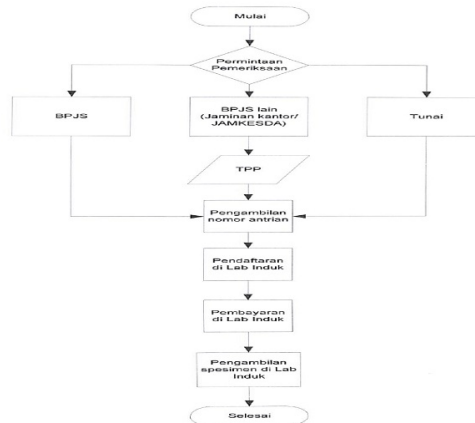 Mulai
Permintaan
Pemeriksaan
BPJS
BPJS lain
(Jaminan kantor/
JAMKESDA)
Tunai
TPP
Pengambilan
nomor antrian
Pendaftaran
di Lab Induk
Pembayaran
di Lab Induk
Pengambilan
spesimen di Lab
Induk
Selesai